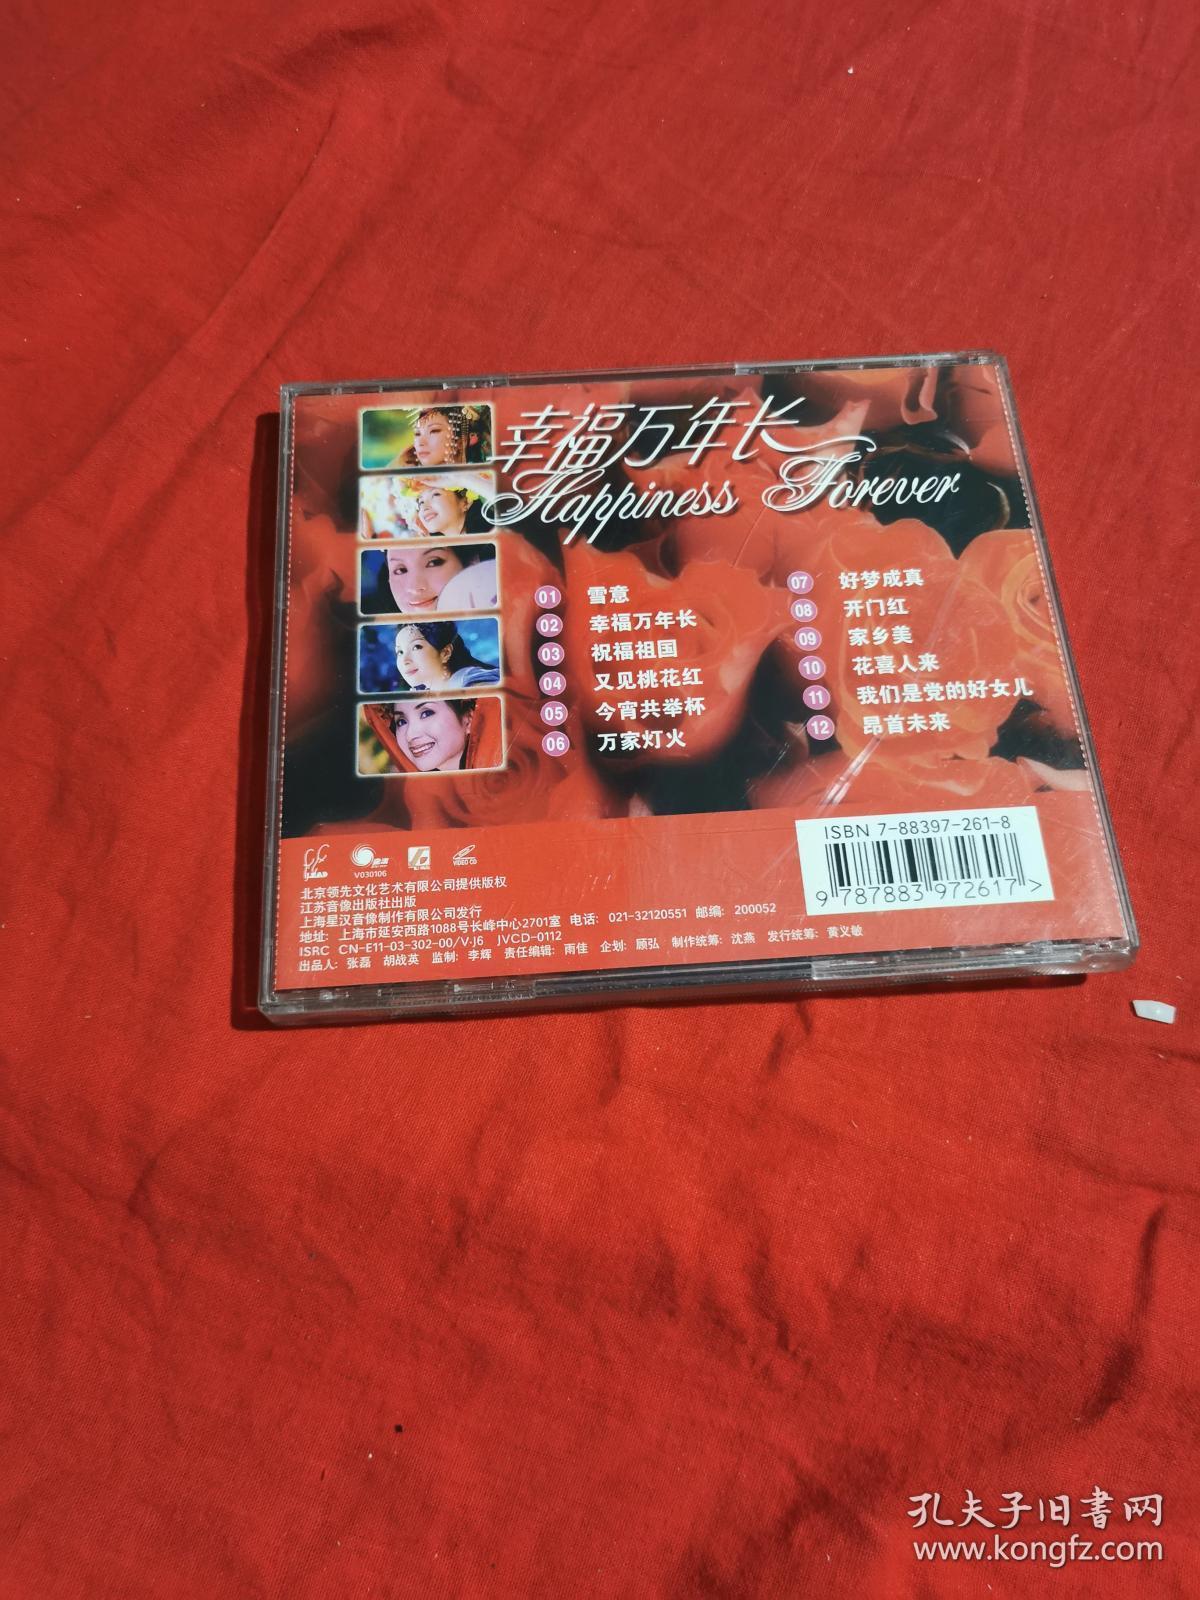 幸福万年长
Happiness Forever
01 雪意
02 幸福万年长
03 祝福祖国
04 又见桃花红
05 今宵共举杯
06 万家灯火
07 好梦成真
08 开门红
09 家乡美
10 花喜人来
11 我们是党的好女儿
12 昂首未来
ISBN 7-88397-261-8
9 787883 972617 >
V030106
VIDEO CD
北京领先文化艺术有限公司提供版权
江苏音像出版社出版
上海星汉音像制作有限公司发行
地址: 上海市延安西路1088号长峰中心2701室 电话: 021-32120551 邮编: 200052
ISRC CN-E11-03-302-00/V.J6 JVCD-0112
出品人: 张磊 胡战英 监制: 李辉 责任编辑: 雨佳 企划: 顾弘 制作统筹: 沈燕 发行统筹: 黄义敏
孔夫子旧书网
www.kongfz.com